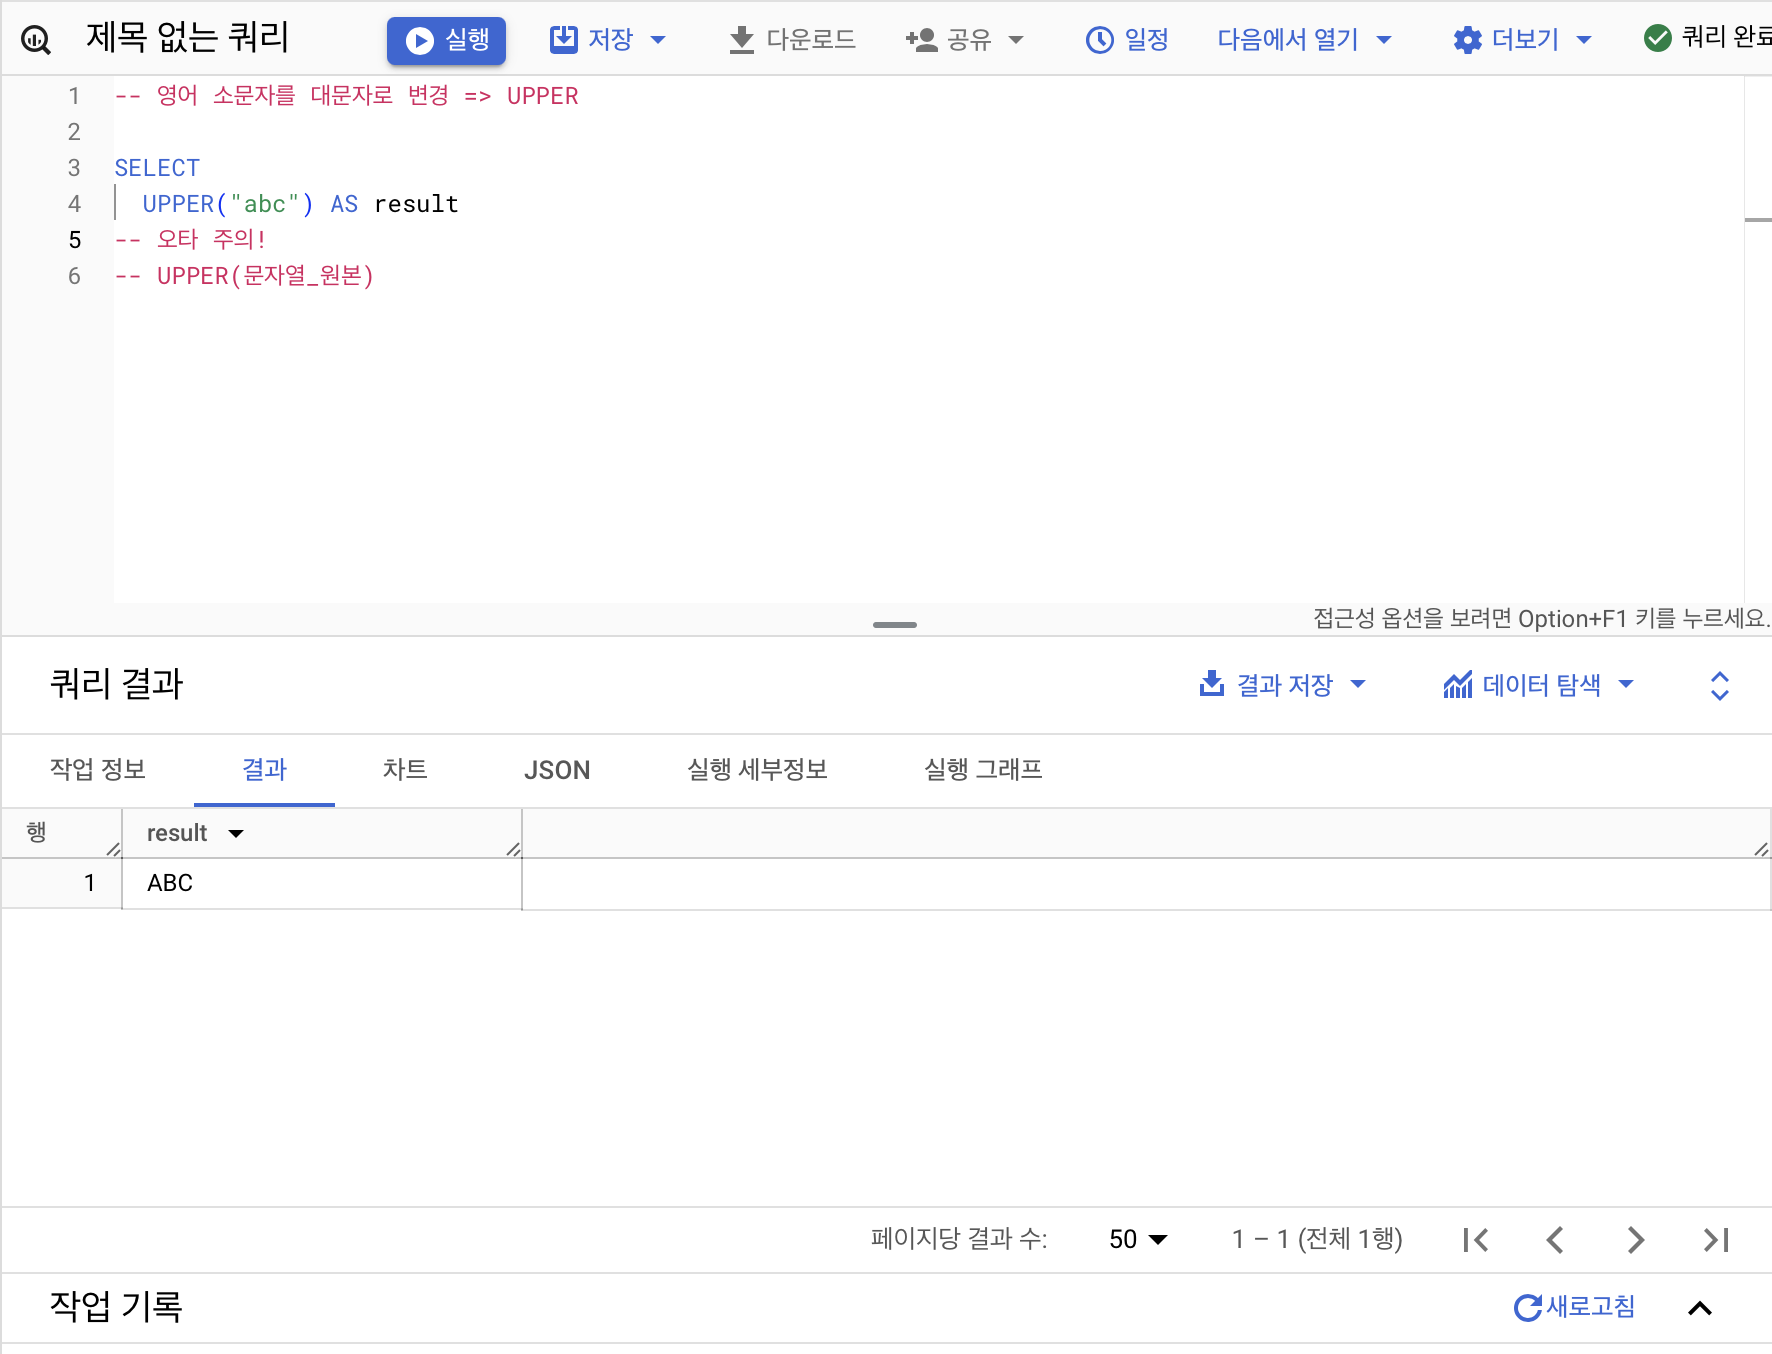 제목 없는 쿼리 실행 저장 다운로드 공유 일정 다음에서 열기 더보기 쿼리 완료
1 -- 영어 소문자를 대문자로 변경 => UPPER
2
3 SELECT
4 UPPER("abc") AS result
5 -- 오타 주의!
6 -- UPPER(문자열_원본)
접근성 옵션을 보려면 Option+F1 키를 누르세요.
쿼리 결과 결과 저장 데이터 탐색
작업 정보 결과 차트 JSON 실행 세부정보 실행 그래프
행 result
1 ABC
페이지당 결과 수: 50 1 – 1 (전체 1행)
작업 기록 새로고침